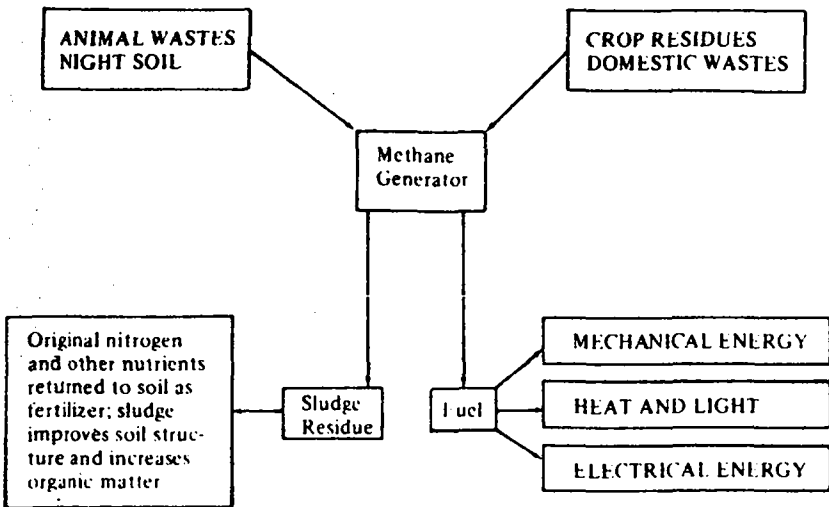 ANIMAL WASTES
NIGHT SOIL
CROP RESIDUES
DOMESTIC WASTES
Methane
Generator
Original nitrogen
and other nutrients
returned to soil as
fertilizer; sludge
improves soil struc-
ture and increases
organic matter
Sludge
Residue
Fuel
MECHANICAL ENERGY
HEAT AND LIGHT
ELECTRICAL ENERGY